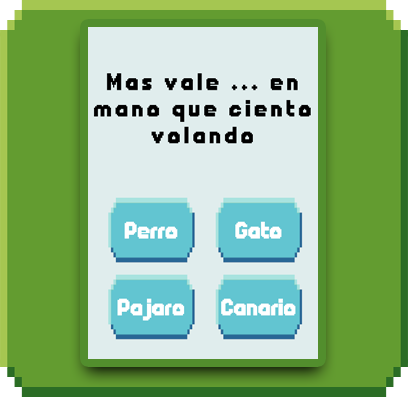 Mas vale ... en
mano que ciento
volando
Perro
Gato
Pajaro
Canario